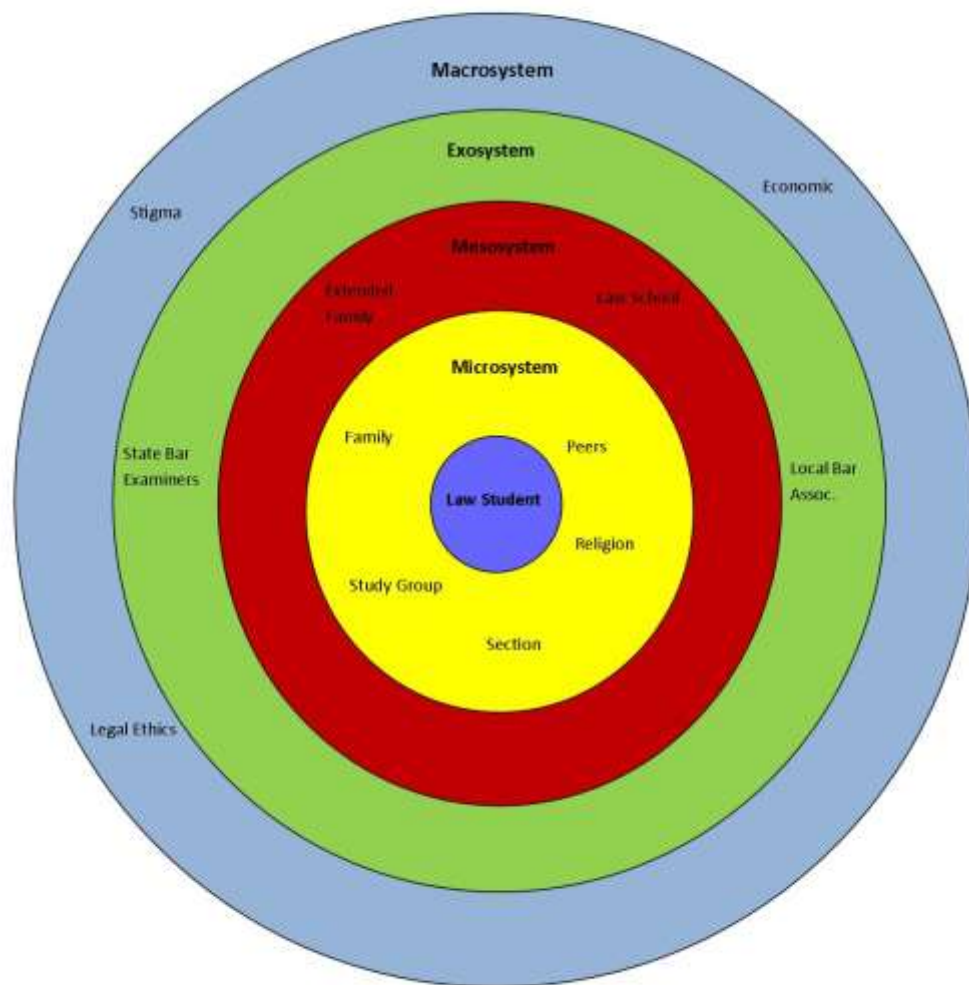 Macrosystem
Exosystem
Economic
Stigma
Mesosystem
Extended
Family
Law School
Microsystem
Family
Peers
State Bar
Examiners
Local Bar
Assoc.
Law Student
Religion
Study Group
Section
Legal Ethics